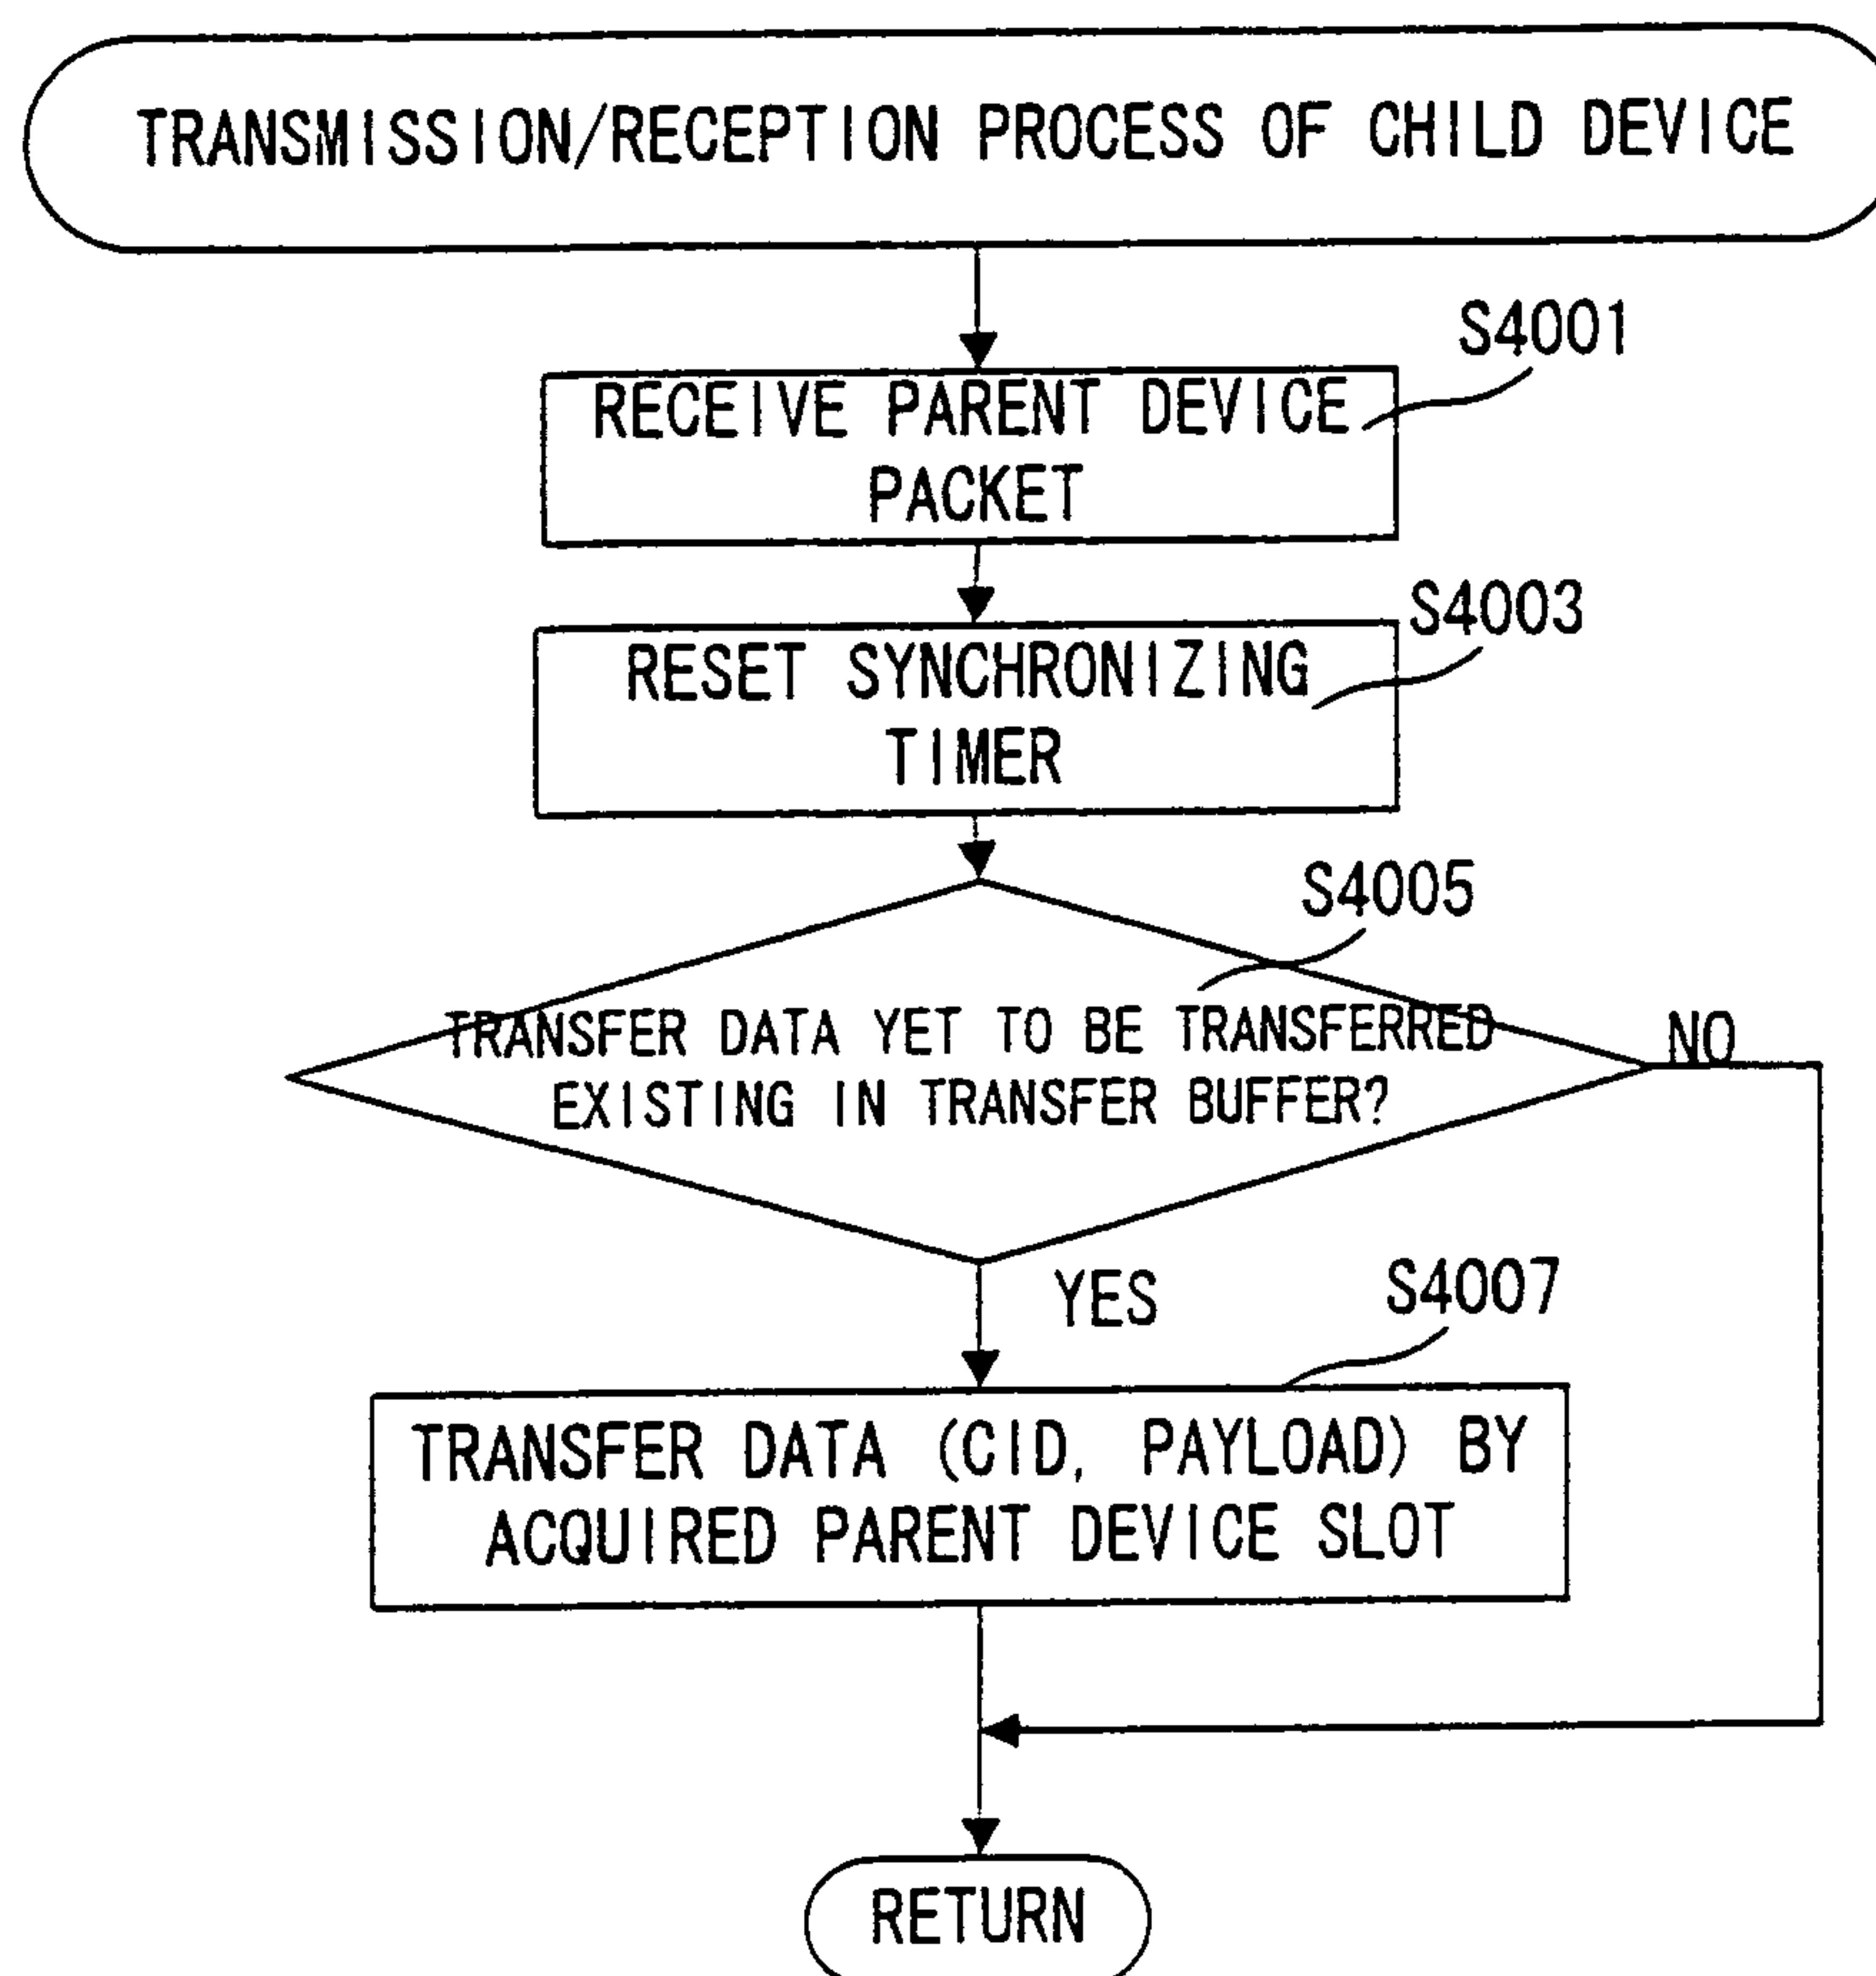 TRANSMISSION/RECEPTION PROCESS OF CHILD DEVICE
S4001
RECEIVE PARENT DEVICE
PACKET
S4003
RESET SYNCHRONIZING
TIMER
S4005
TRANSFER DATA YET TO BE TRANSFERRED
EXISTING IN TRANSFER BUFFER?
NO
YES
S4007
TRANSFER DATA (CID, PAYLOAD) BY
ACQUIRED PARENT DEVICE SLOT
RETURN